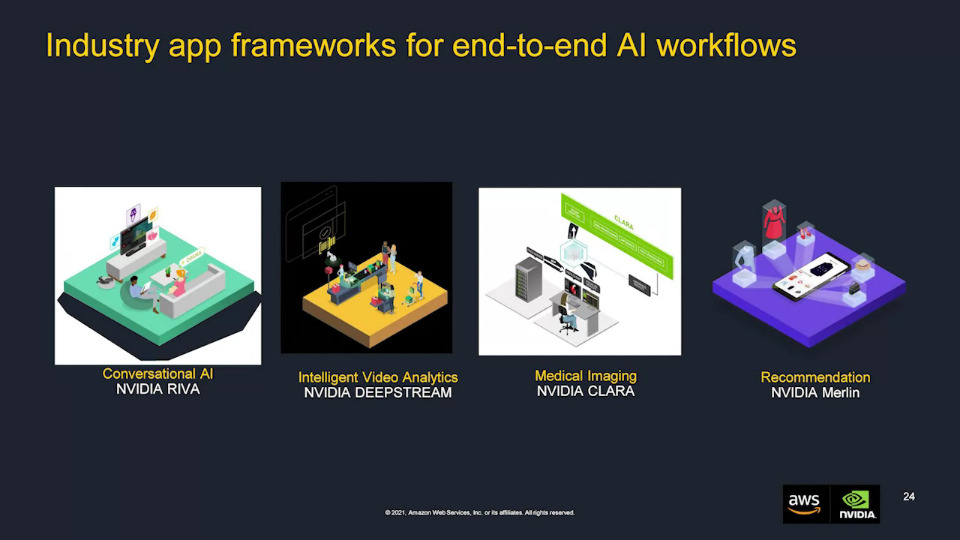 Industry app frameworks for end-to-end AI workflows
CLARA
Conversational AI
NVIDIA RIVA
Intelligent Video Analytics
NVIDIA DEEPSTREAM
Medical Imaging
NVIDIA CLARA
Recommendation
NVIDIA Merlin
© 2021, Amazon Web Services, Inc. or its affiliates. All rights reserved.
aws
NVIDIA.
24